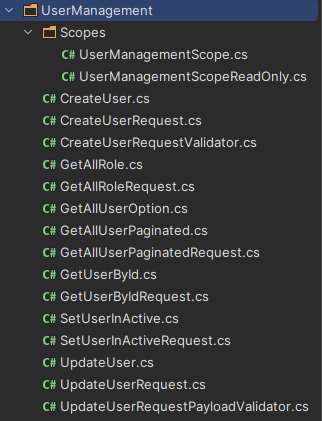 UserManagement
Scopes
C# UserManagementScope.cs
C# UserManagementScopeReadOnly.cs
C# CreateUser.cs
C# CreateUserRequest.cs
C# CreateUserRequestValidator.cs
C# GetAllRole.cs
C# GetAllRoleRequest.cs
C# GetAllUserOption.cs
C# GetAllUserPaginated.cs
C# GetAllUserPaginatedRequest.cs
C# GetUserById.cs
C# GetUserByIdRequest.cs
C# SetUserInActive.cs
C# SetUserInActiveRequest.cs
C# UpdateUser.cs
C# UpdateUserRequest.cs
C# UpdateUserRequestPayloadValidator.cs